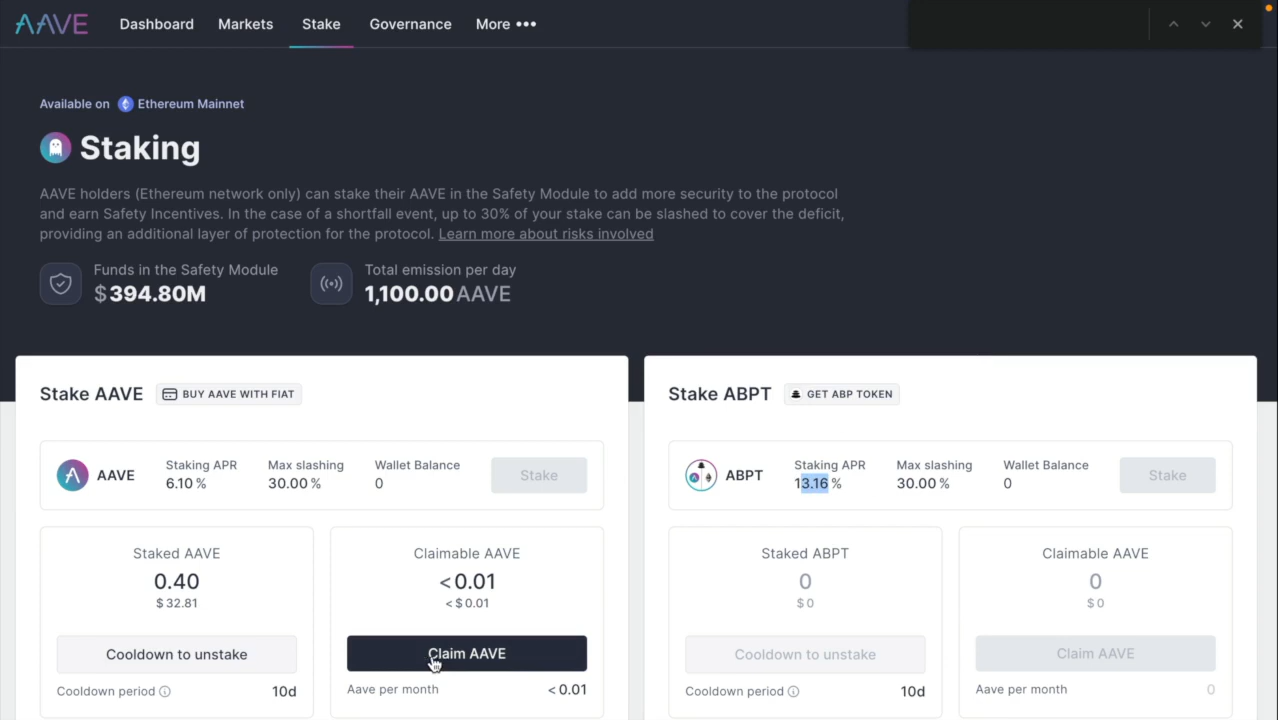 AAVE Dashboard Markets Stake Governance More •••
Available on Ethereum Mainnet
Staking
AAVE holders (Ethereum network only) can stake their AAVE in the Safety Module to add more security to the protocol
and earn Safety Incentives. In the case of a shortfall event, up to 30% of your stake can be slashed to cover the deficit,
providing an additional layer of protection for the protocol. Learn more about risks involved
Funds in the Safety Module
$394.80M
Total emission per day
1,100.00 AAVE
Stake AAVE BUY AAVE WITH FIAT
AAVE
Staking APR
6.10 %
Max slashing
30.00 %
Wallet Balance
0
Stake
Staked AAVE
0.40
$ 32.81
Cooldown to unstake
Cooldown period 10d
Claimable AAVE
< 0.01
< $ 0.01
Claim AAVE
Aave per month < 0.01
Stake ABPT GET ABP TOKEN
ABPT
Staking APR
13.16 %
Max slashing
30.00 %
Wallet Balance
0
Stake
Staked ABPT
0
$ 0
Cooldown to unstake
Cooldown period 10d
Claimable AAVE
0
$ 0
Claim AAVE
Aave per month 0